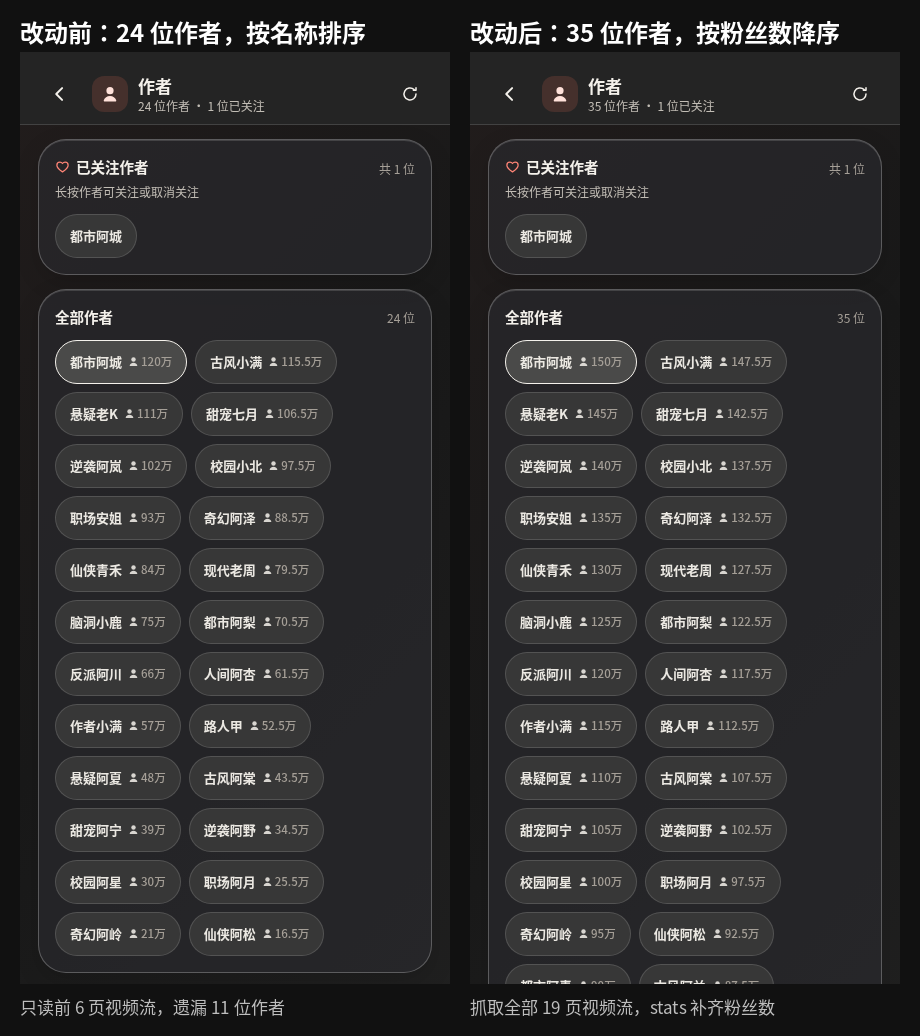 改动前：24 位作者，按名称排序
作者
24 位作者 · 1 位已关注
已关注作者
共 1 位
长按作者可关注或取消关注
都市阿城
全部作者
24 位
都市阿城 120万 古风小满 115.5万
悬疑老K 111万 甜宠七月 106.5万
逆袭阿岚 102万 校园小北 97.5万
职场安姐 93万 奇幻阿泽 88.5万
仙侠青禾 84万 现代老周 79.5万
脑洞小鹿 75万 都市阿梨 70.5万
反派阿川 66万 人间阿杏 61.5万
作者小满 57万 路人甲 52.5万
悬疑阿夏 48万 古风阿棠 43.5万
甜宠阿宁 39万 逆袭阿野 34.5万
校园阿星 30万 职场阿月 25.5万
奇幻阿岭 21万 仙侠阿松 16.5万
只读前 6 页视频流，遗漏 11 位作者
改动后：35 位作者，按粉丝数降序
作者
35 位作者 · 1 位已关注
已关注作者
共 1 位
长按作者可关注或取消关注
都市阿城
全部作者
35 位
都市阿城 150万 古风小满 147.5万
悬疑老K 145万 甜宠七月 142.5万
逆袭阿岚 140万 校园小北 137.5万
职场安姐 135万 奇幻阿泽 132.5万
仙侠青禾 130万 现代老周 127.5万
脑洞小鹿 125万 都市阿梨 122.5万
反派阿川 120万 人间阿杏 117.5万
作者小满 115万 路人甲 112.5万
悬疑阿夏 110万 古风阿棠 107.5万
甜宠阿宁 105万 逆袭阿野 102.5万
校园阿星 100万 职场阿月 97.5万
奇幻阿岭 95万 仙侠阿松 92.5万
抓取全部 19 页视频流，stats 补齐粉丝数